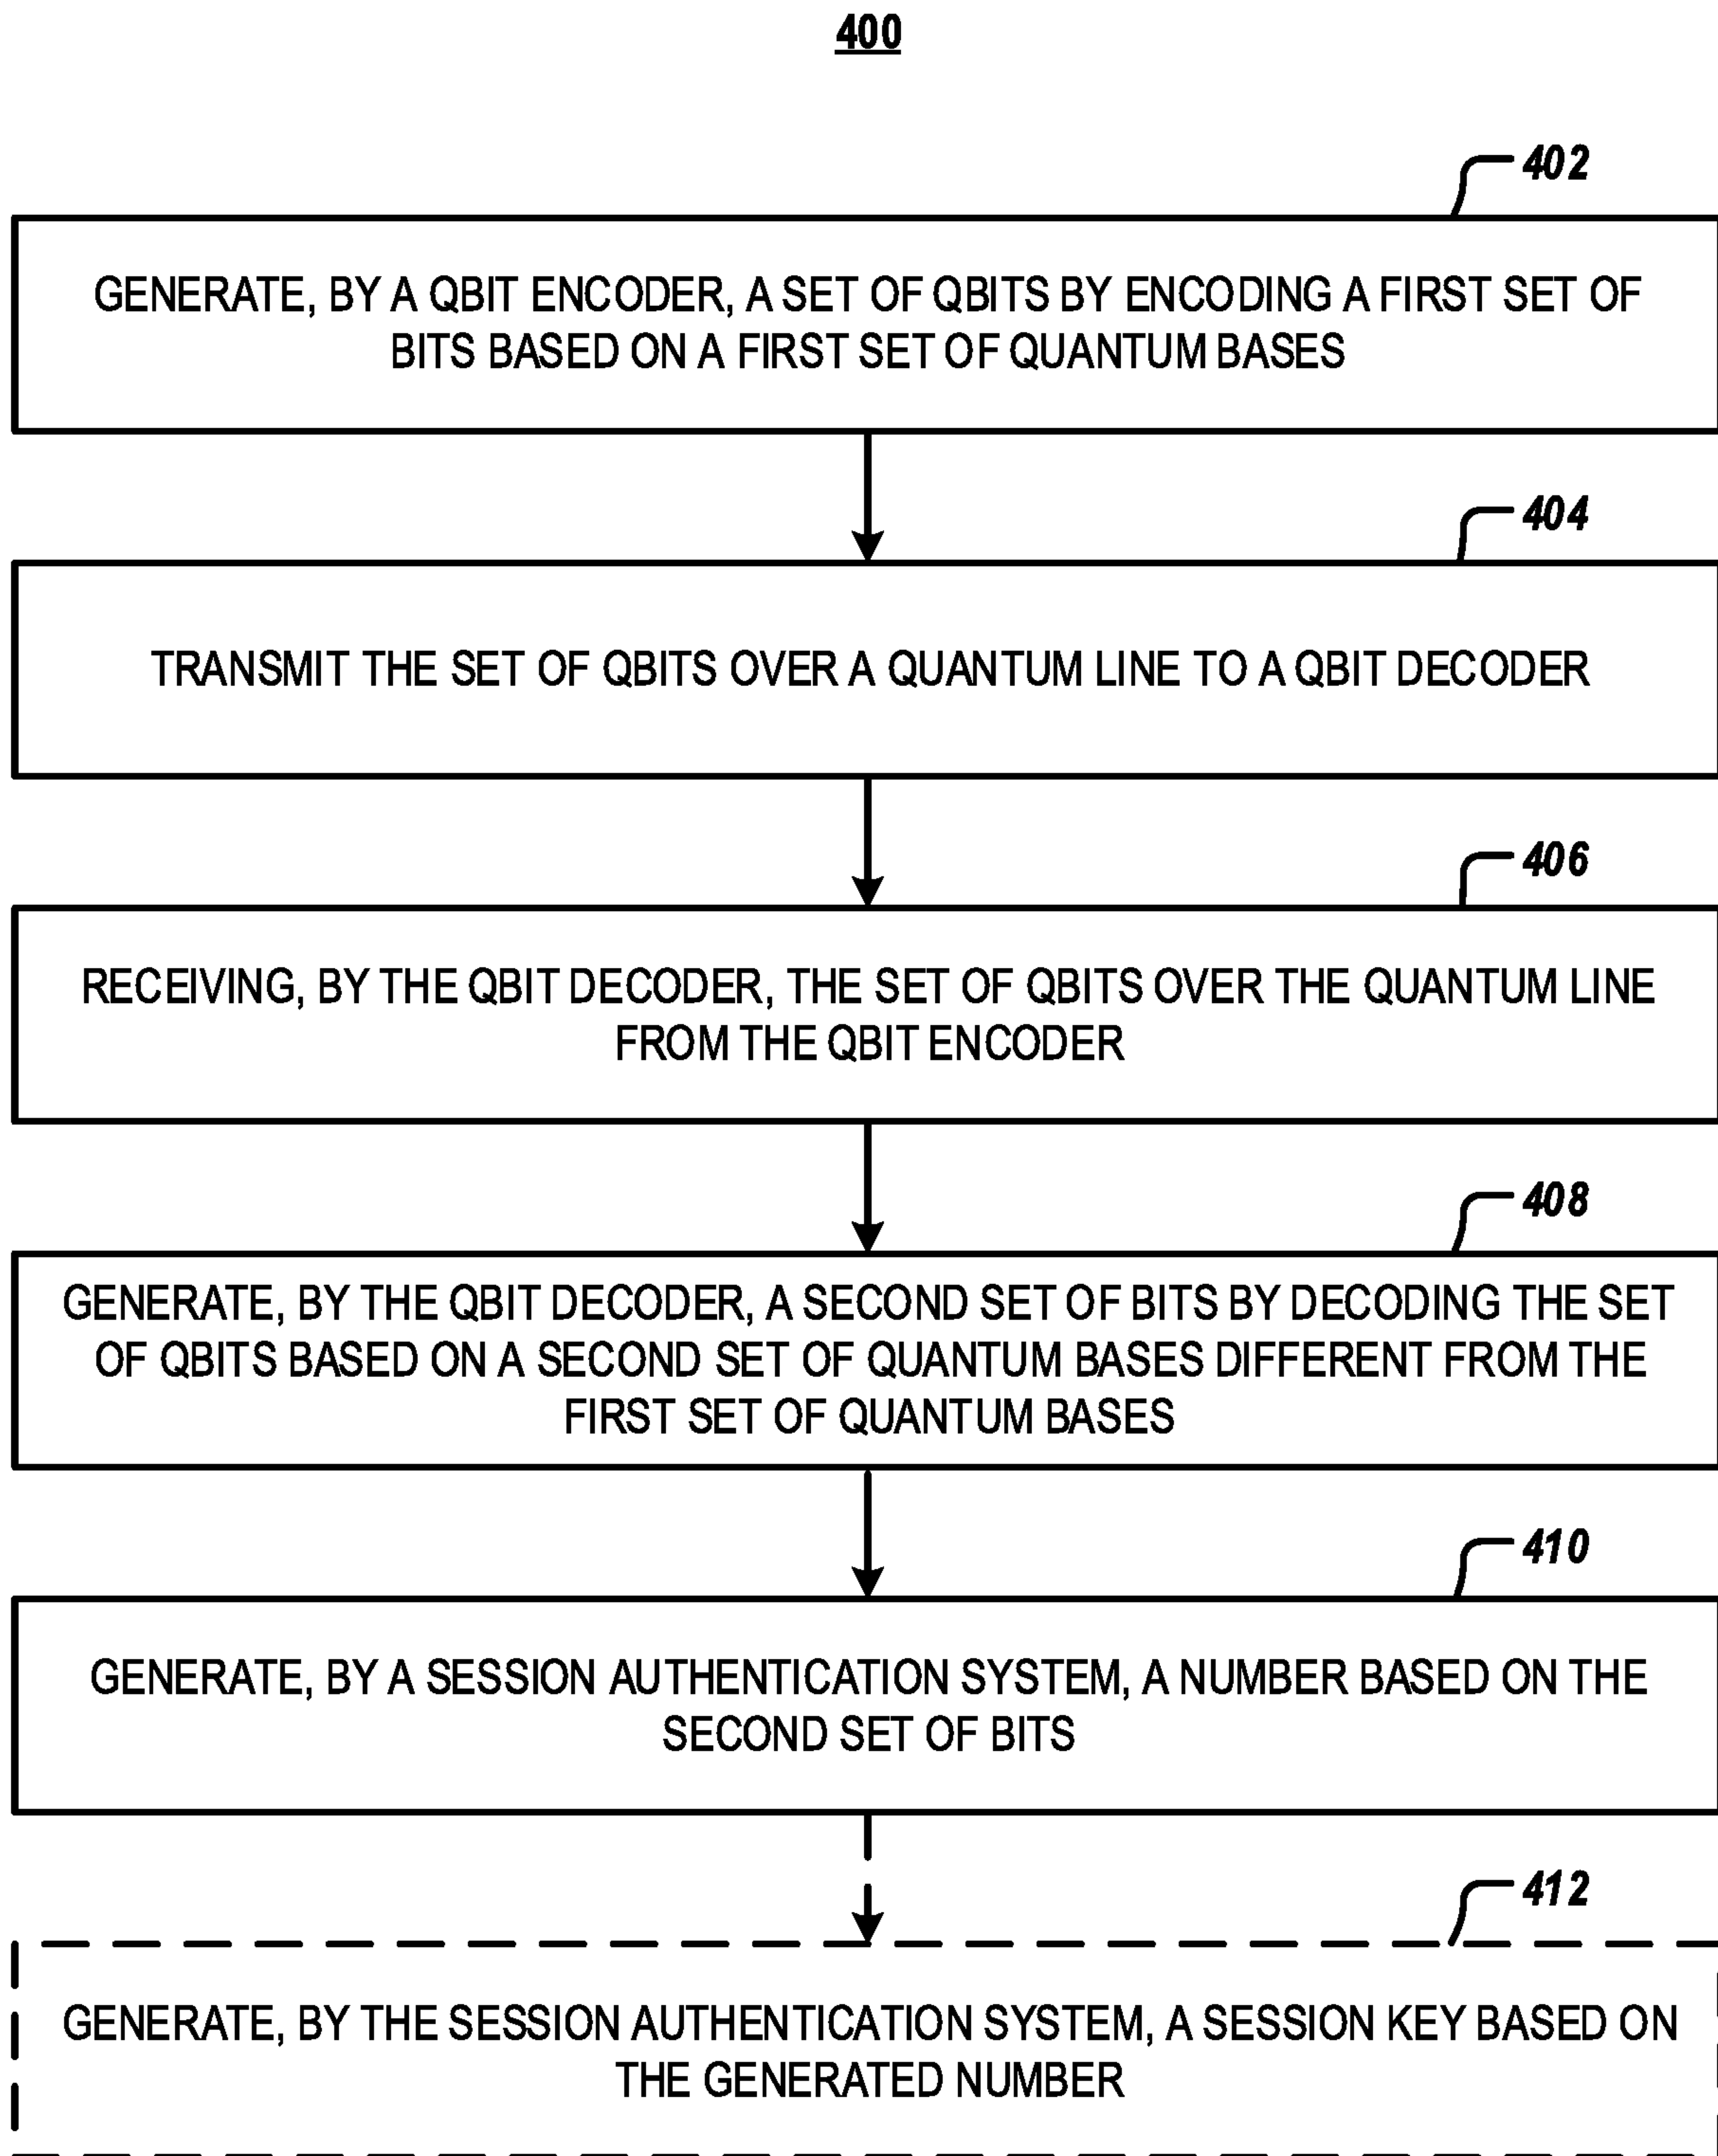 400
402
GENERATE, BY A QBIT ENCODER, A SET OF QBITS BY ENCODING A FIRST SET OF
BITS BASED ON A FIRST SET OF QUANTUM BASES
404
TRANSMIT THE SET OF QBITS OVER A QUANTUM LINE TO A QBIT DECODER
406
RECEIVING, BY THE QBIT DECODER, THE SET OF QBITS OVER THE QUANTUM LINE
FROM THE QBIT ENCODER
408
GENERATE, BY THE QBIT DECODER, A SECOND SET OF BITS BY DECODING THE SET
OF QBITS BASED ON A SECOND SET OF QUANTUM BASES DIFFERENT FROM THE
FIRST SET OF QUANTUM BASES
410
GENERATE, BY A SESSION AUTHENTICATION SYSTEM, A NUMBER BASED ON THE
SECOND SET OF BITS
412
GENERATE, BY THE SESSION AUTHENTICATION SYSTEM, A SESSION KEY BASED ON
THE GENERATED NUMBER